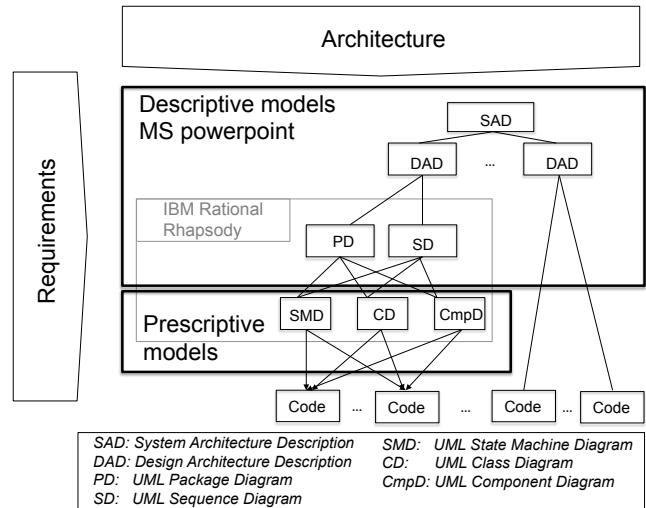 Architecture
Requirements
Descriptive models
MS powerpoint
SAD
DAD ... DAD
IBM Rational
Rhapsody
PD SD
Prescriptive
models
SMD CD CmpD
Code ... Code ... Code ... Code
SAD: System Architecture Description
DAD: Design Architecture Description
PD: UML Package Diagram
SD: UML Sequence Diagram
SMD: UML State Machine Diagram
CD: UML Class Diagram
CmpD: UML Component Diagram